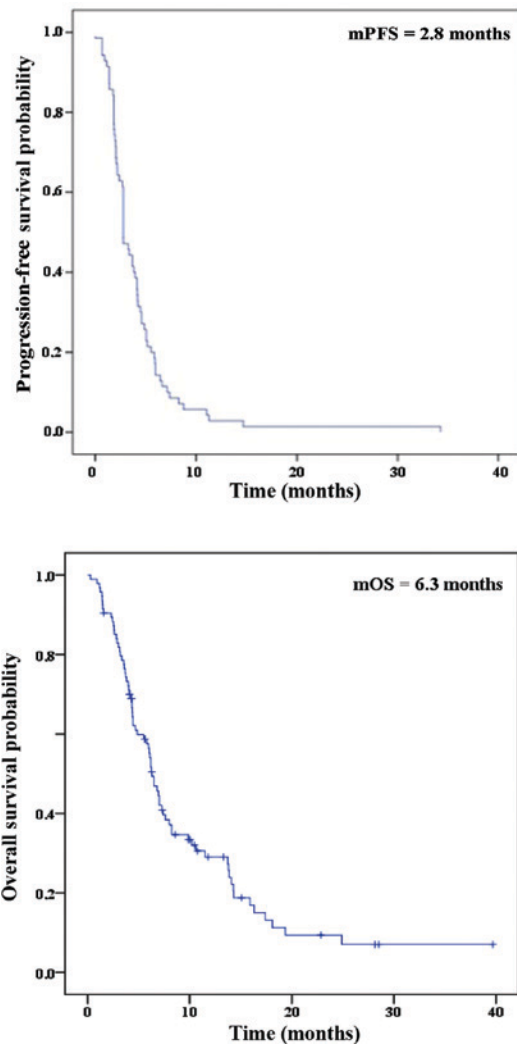 mPFS = 2.8 months
Progression-free survival probability
1.0
0.8
0.6
0.4
0.2
0.0
0 10 20 30 40
Time (months)
mOS = 6.3 months
Overall survival probability
1.0
0.8
0.4
0.2
0.0
0 10 20 30 40
Time (months)